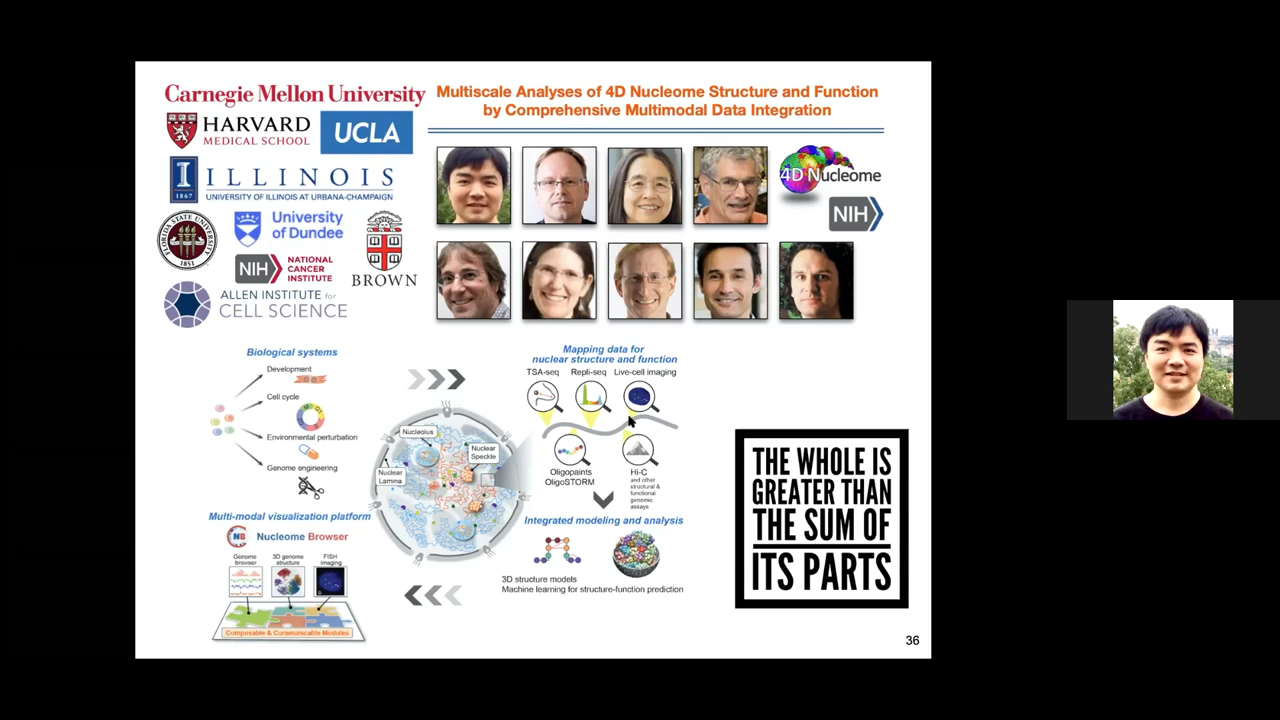 Carnegie Mellon University
HARVARD
MEDICAL SCHOOL
UCLA
I
1867
ILLINOIS
UNIVERSITY OF ILLINOIS AT URBANA-CHAMPAIGN
FLORIDA STATE UNIVERSITY
1851
University
of Dundee
NIH
NATIONAL
CANCER
INSTITUTE
BROWN
ALLEN INSTITUTE for
CELL SCIENCE
Multiscale Analyses of 4D Nucleome Structure and Function
by Comprehensive Multimodal Data Integration
4D Nucleome
NIH
Biological systems
Development
Cell cycle
Environmental perturbation
Genome engineering
Nucleolus
Nuclear
Speckle
Nuclear
Lamina
Mapping data for
nuclear structure and function
TSA-seq Repli-seq Live-cell imaging
Oligopaints
OligoSTORM
Hi-C
and other
structural &
functional
genomic
assays
Integrated modeling and analysis
3D structure models
Machine learning for structure-function prediction
Multi-modal visualization platform
NB
Nucleome Browser
Genome
browser
3D genome
structure
FISH
imaging
Composable & Communicable Modules
THE WHOLE IS
GREATER THAN
THE SUM OF
ITS PARTS
36